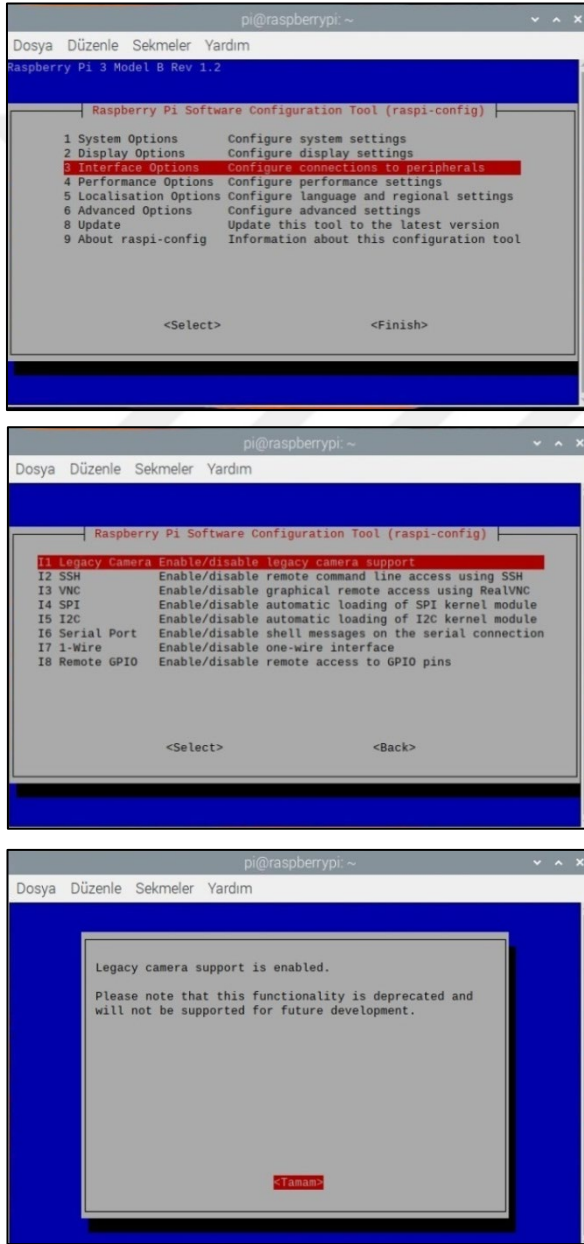 pi@raspberrypi: ~
Dosya Düzenle Sekmeler Yardım
Raspberry Pi 3 Model B Rev 1.2
Raspberry Pi Software Configuration Tool (raspi-config)
1 System Options Configure system settings
2 Display Options Configure display settings
3 Interface Options Configure connections to peripherals
4 Performance Options Configure performance settings
5 Localisation Options Configure language and regional settings
6 Advanced Options Configure advanced settings
8 Update Update this tool to the latest version
9 About raspi-config Information about this configuration tool
<Select> <Finish>
pi@raspberrypi: ~
Dosya Düzenle Sekmeler Yardım
Raspberry Pi Software Configuration Tool (raspi-config)
I1 Legacy Camera Enable/disable legacy camera support
I2 SSH Enable/disable remote command line access using SSH
I3 VNC Enable/disable graphical remote access using RealVNC
I4 SPI Enable/disable automatic loading of SPI kernel module
I5 I2C Enable/disable automatic loading of I2C kernel module
I6 Serial Port Enable/disable shell messages on the serial connection
I7 1-Wire Enable/disable one-wire interface
I8 Remote GPIO Enable/disable remote access to GPIO pins
<Select> <Back>
pi@raspberrypi: ~
Dosya Düzenle Sekmeler Yardım
Legacy camera support is enabled.
Please note that this functionality is deprecated and
will not be supported for future development.
<Tamam>